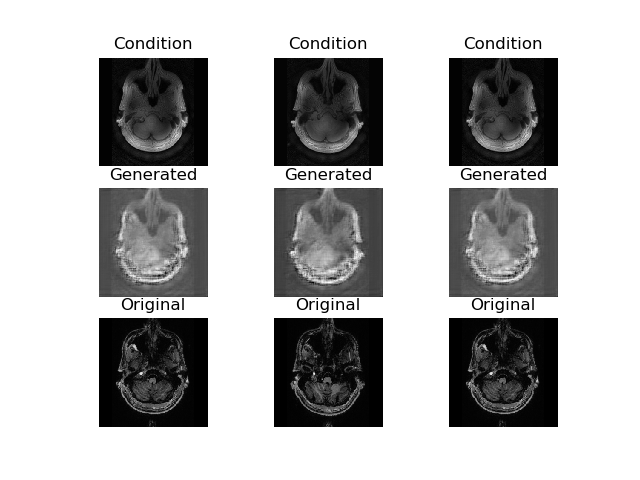 Condition Condition Condition
Generated Generated Generated
Original Original Original